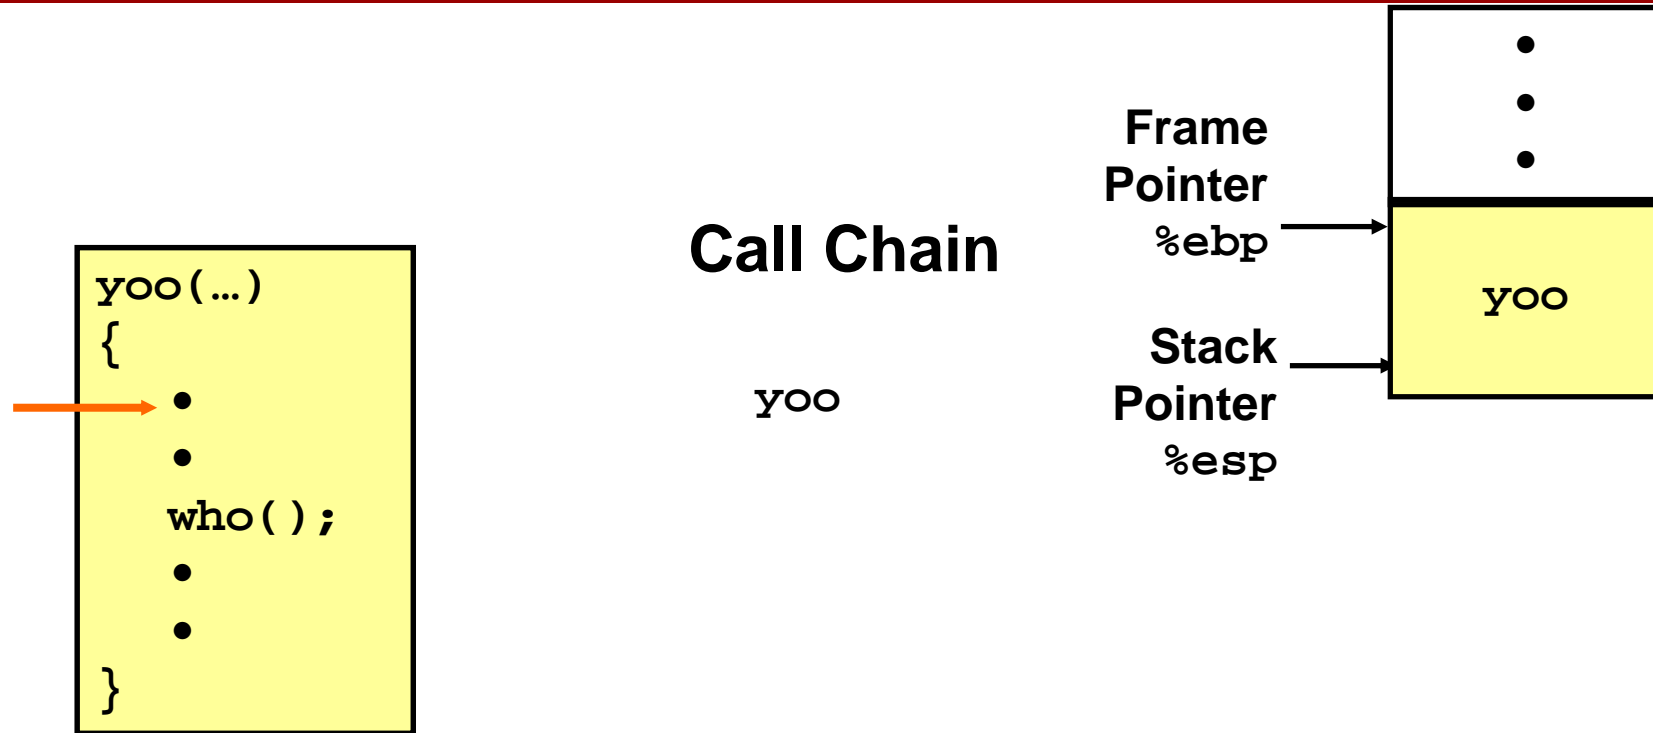 yoo(…)
{
•
•
who();
•
•
}
Call Chain
yoo
Frame
Pointer
%ebp
Stack
Pointer
%esp
•
•
•
yoo